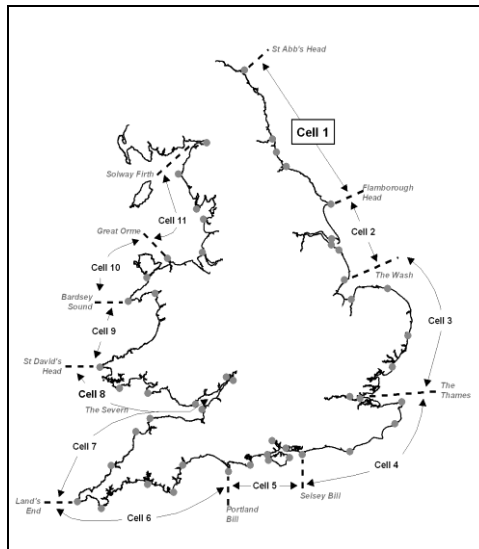 St Abb's Head
Cell 1
Solway Firth
Flamborough
Head
Cell 11
Great Orme
Cell 2
Cell 10
The Wash
Bardsey
Sound
Cell 9
Cell 3
St David's
Head
Cell 8
The Severn
The
Thames
Cell 7
Cell 4
Land's
End
Cell 6
Cell 5
Selsey Bill
Portland
Bill